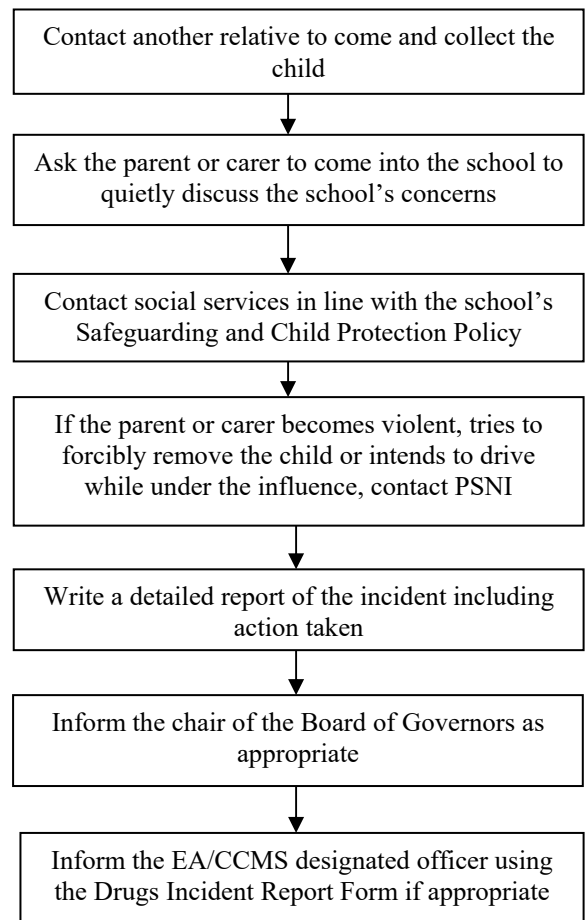 Contact another relative to come and collect the
child
Ask the parent or carer to come into the school to
quietly discuss the school’s concerns
Contact social services in line with the school’s
Safeguarding and Child Protection Policy
If the parent or carer becomes violent, tries to
forcibly remove the child or intends to drive
while under the influence, contact PSNI
Write a detailed report of the incident including
action taken
Inform the chair of the Board of Governors as
appropriate
Inform the EA/CCMS designated officer using
the Drugs Incident Report Form if appropriate